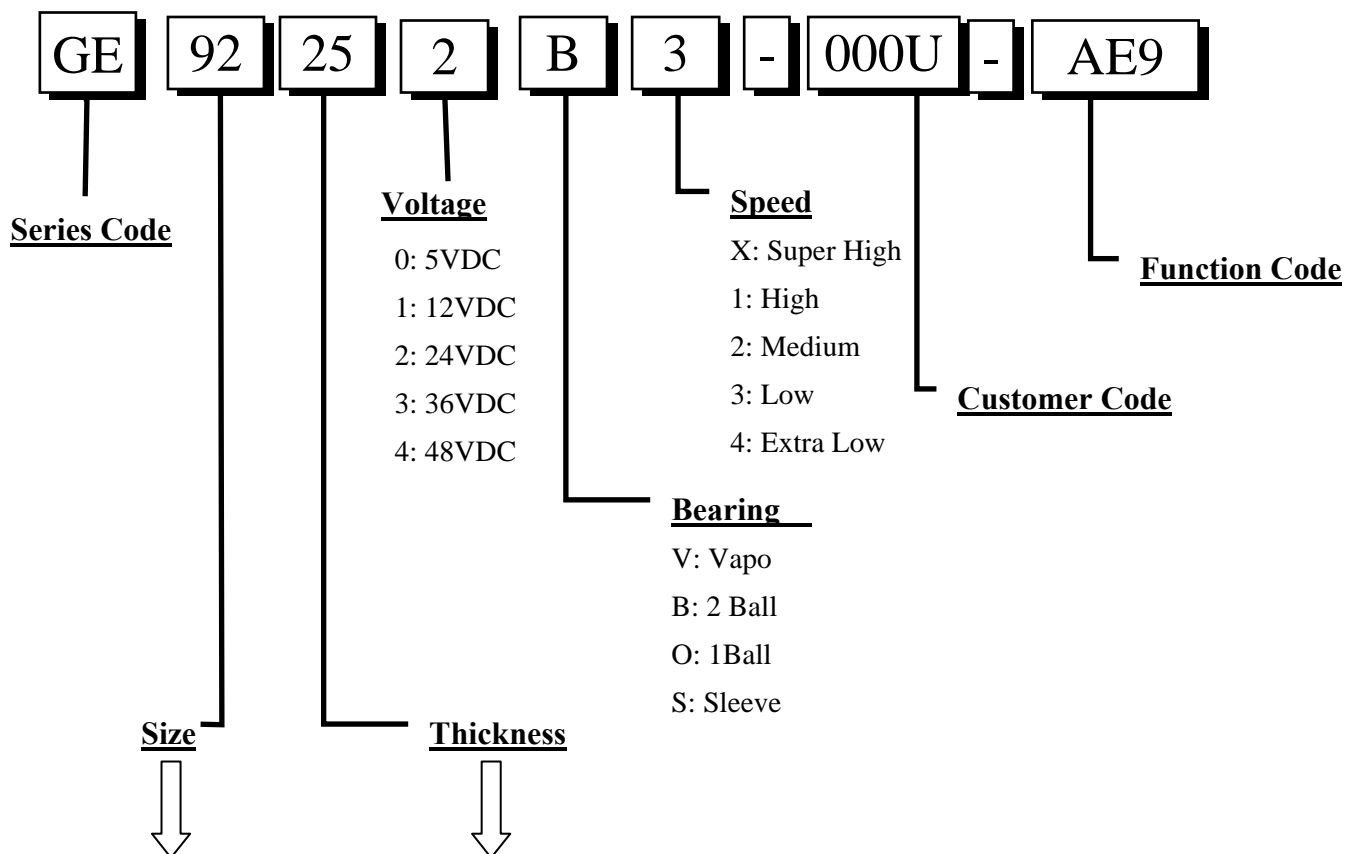 GE 92 25 2 B 3 - 000U - AE9
Series Code
Voltage
0: 5VDC
1: 12VDC
2: 24VDC
3: 36VDC
4: 48VDC
Speed
X: Super High
1: High
2: Medium
3: Low
4: Extra Low
Function Code
Customer Code
Bearing
V: Vapo
B: 2 Ball
O: 1Ball
S: Sleeve
Size
Thickness